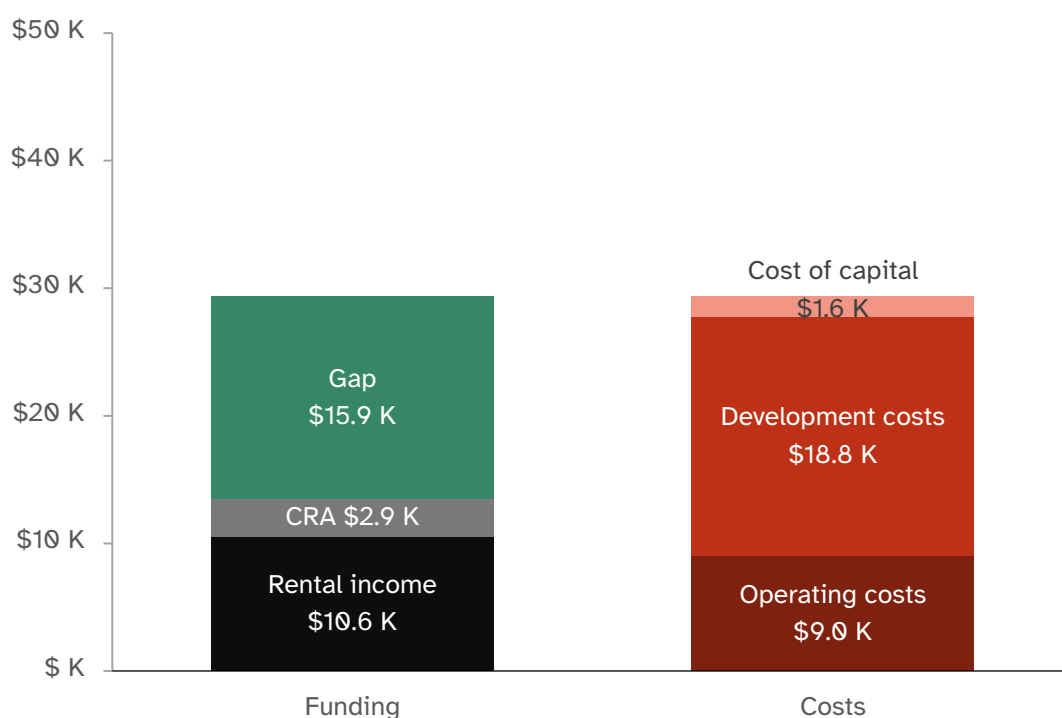 $50 K
$40 K
$30 K
$20 K
$10 K
$ K
Gap
$15.9 K
CRA $2.9 K
Rental income
$10.6 K
Cost of capital
$1.6 K
Development costs
$18.8 K
Operating costs
$9.0 K
Funding
Costs